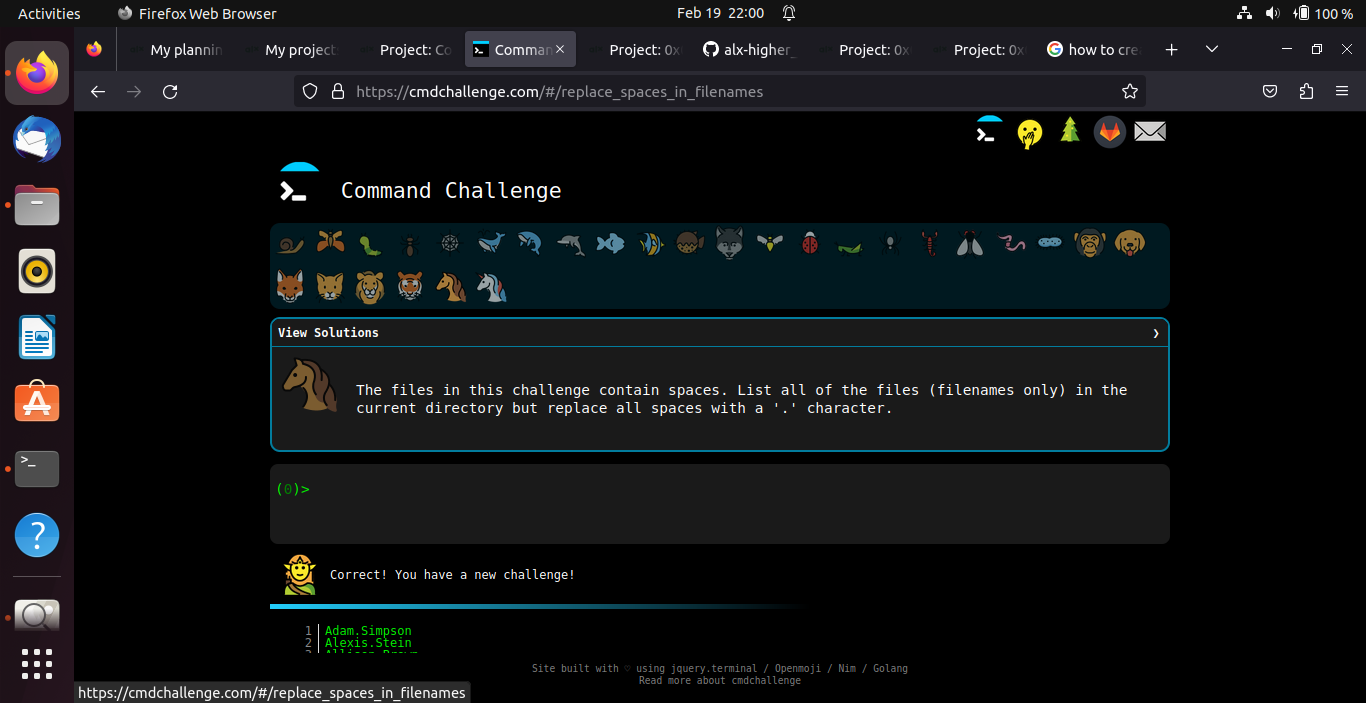 Activities Firefox Web Browser Feb 19 22:00 100 %
My plannin My project Project: Co Comman Project: 0x alx-higher_ Project: 0x Project: 0x how to cre
https://cmdchallenge.com/#/replace_spaces_in_filenames
Command Challenge
View Solutions
The files in this challenge contain spaces. List all of the files (filenames only) in the
current directory but replace all spaces with a '.' character.
(0)>
Correct! You have a new challenge!
1 Adam.Simpson
2 Alexis.Stein
3 Allison.Brown
Site built with ♡ using jquery.terminal / Openmoji / Nim / Golang
Read more about cmdchallenge
https://cmdchallenge.com/#/replace_spaces_in_filenames